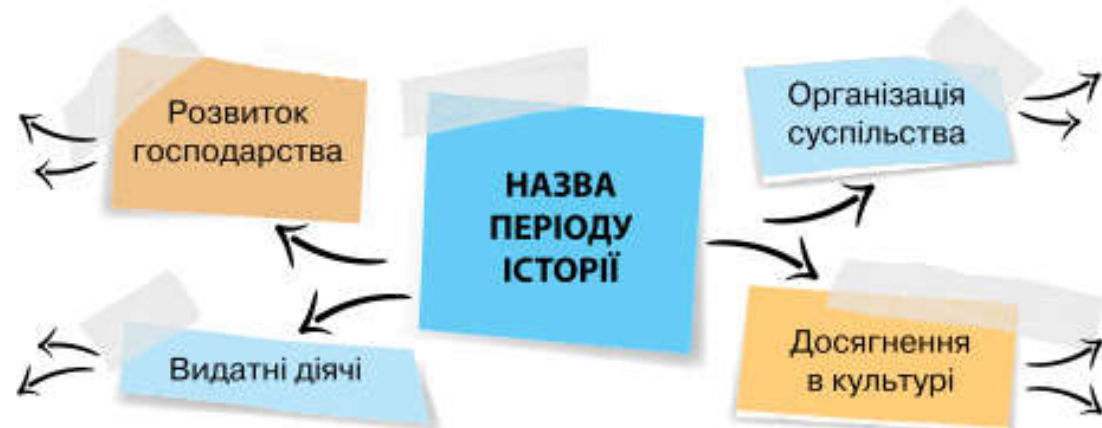 Розвиток
господарства
НАЗВА
ПЕРІОДУ
ІСТОРІЇ
Організація
суспільства
Видатні діячі
Досягнення
в культурі